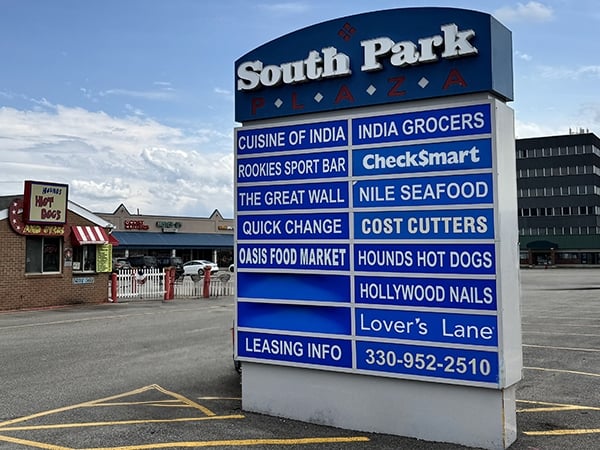 South Park
PLAZA
CUISINE OF INDIA
INDIA GROCERS
ROOKIES SPORT BAR
Check$mart
THE GREAT WALL
NILE SEAFOOD
QUICK CHANGE
COST CUTTERS
OASIS FOOD MARKET
HOUNDS HOT DOGS
HOLLYWOOD NAILS
Lover's Lane
LEASING INFO
330-952-2510
HOUNDS
HOT
DOGS